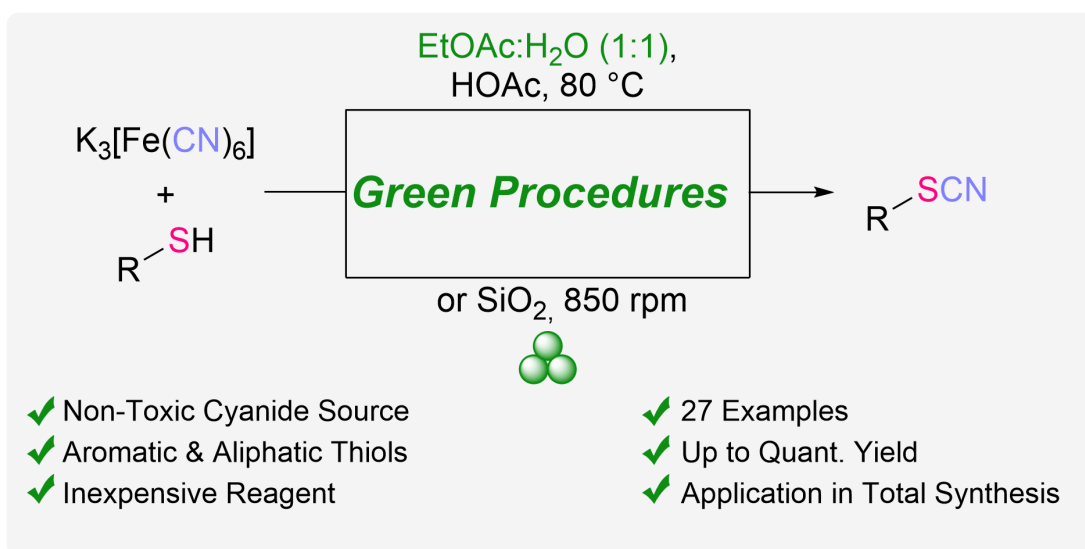 EtOAc:H₂O (1:1),
HOAc, 80 °C
K₃[Fe(CN)₆]
+
R SH
Green Procedures
R SCN
or SiO₂, 850 rpm
✔ Non-Toxic Cyanide Source
✔ Aromatic & Aliphatic Thiols
✔ Inexpensive Reagent
✔ 27 Examples
✔ Up to Quant. Yield
✔ Application in Total Synthesis